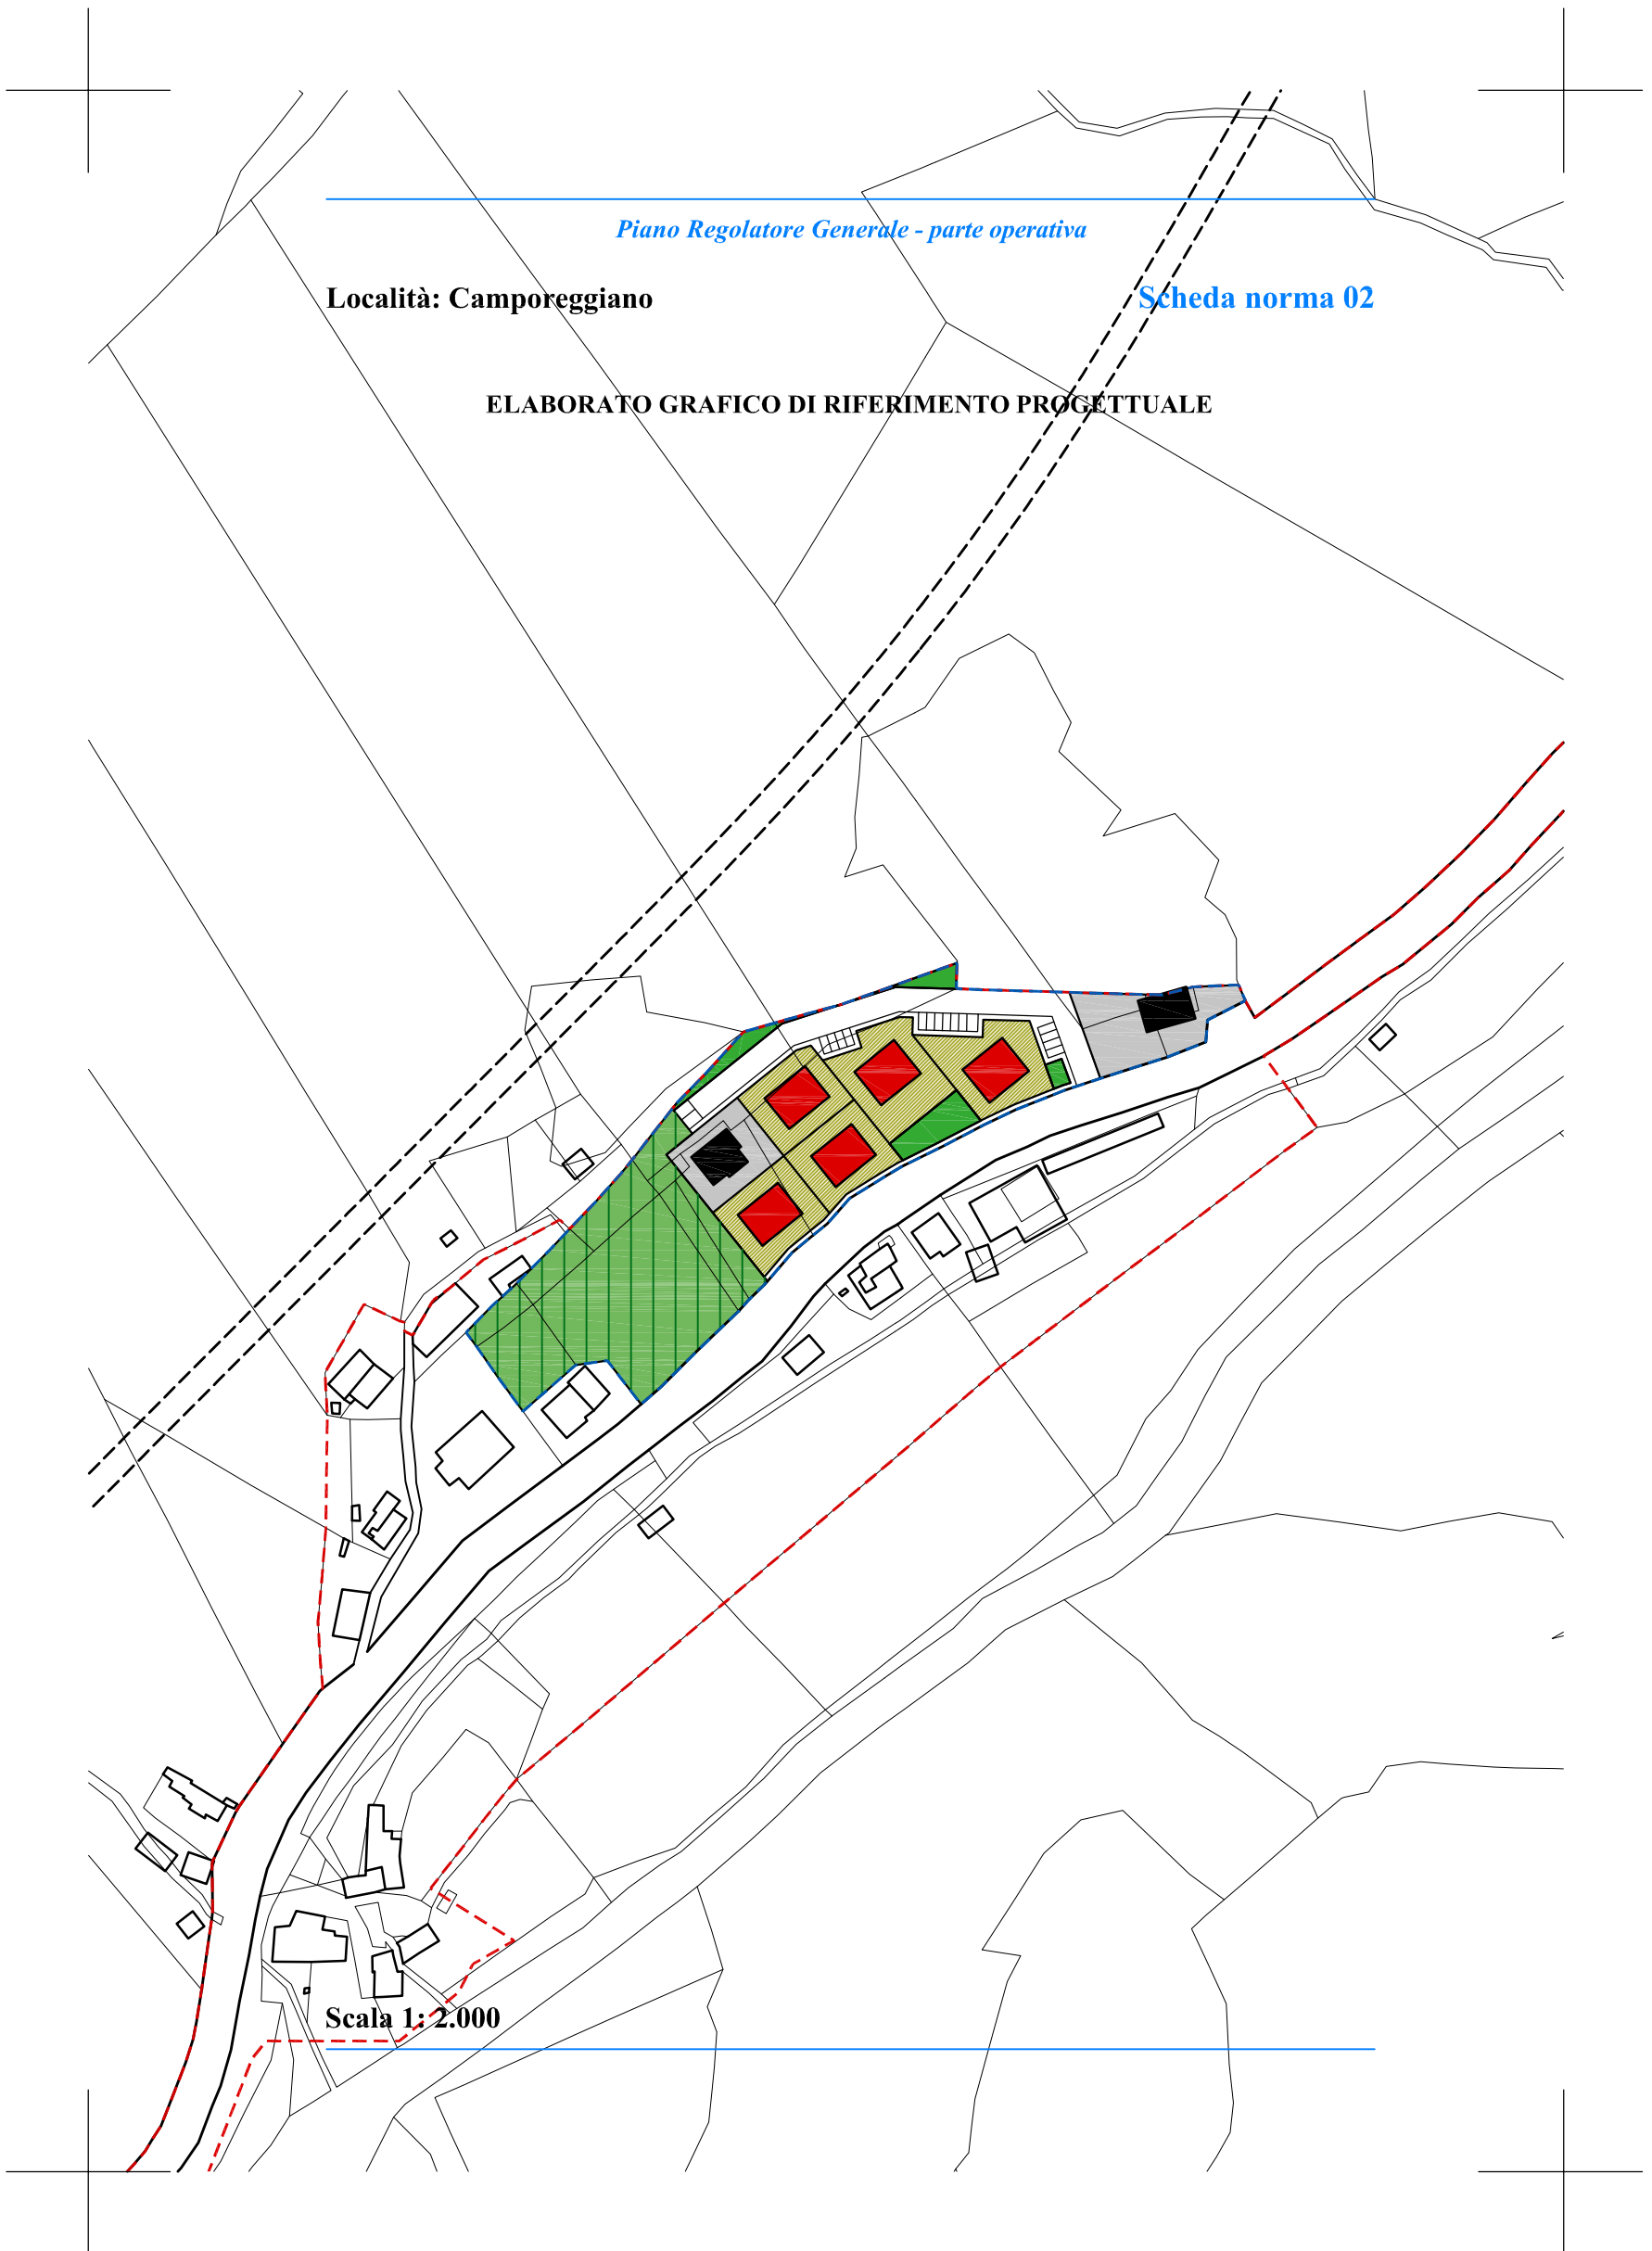 Piano Regolatore Generale - parte operativa
Località: Camporeggiano
Scheda norma 02
ELABORATO GRAFICO DI RIFERIMENTO PROGETTUALE
Scala 1: 2.000